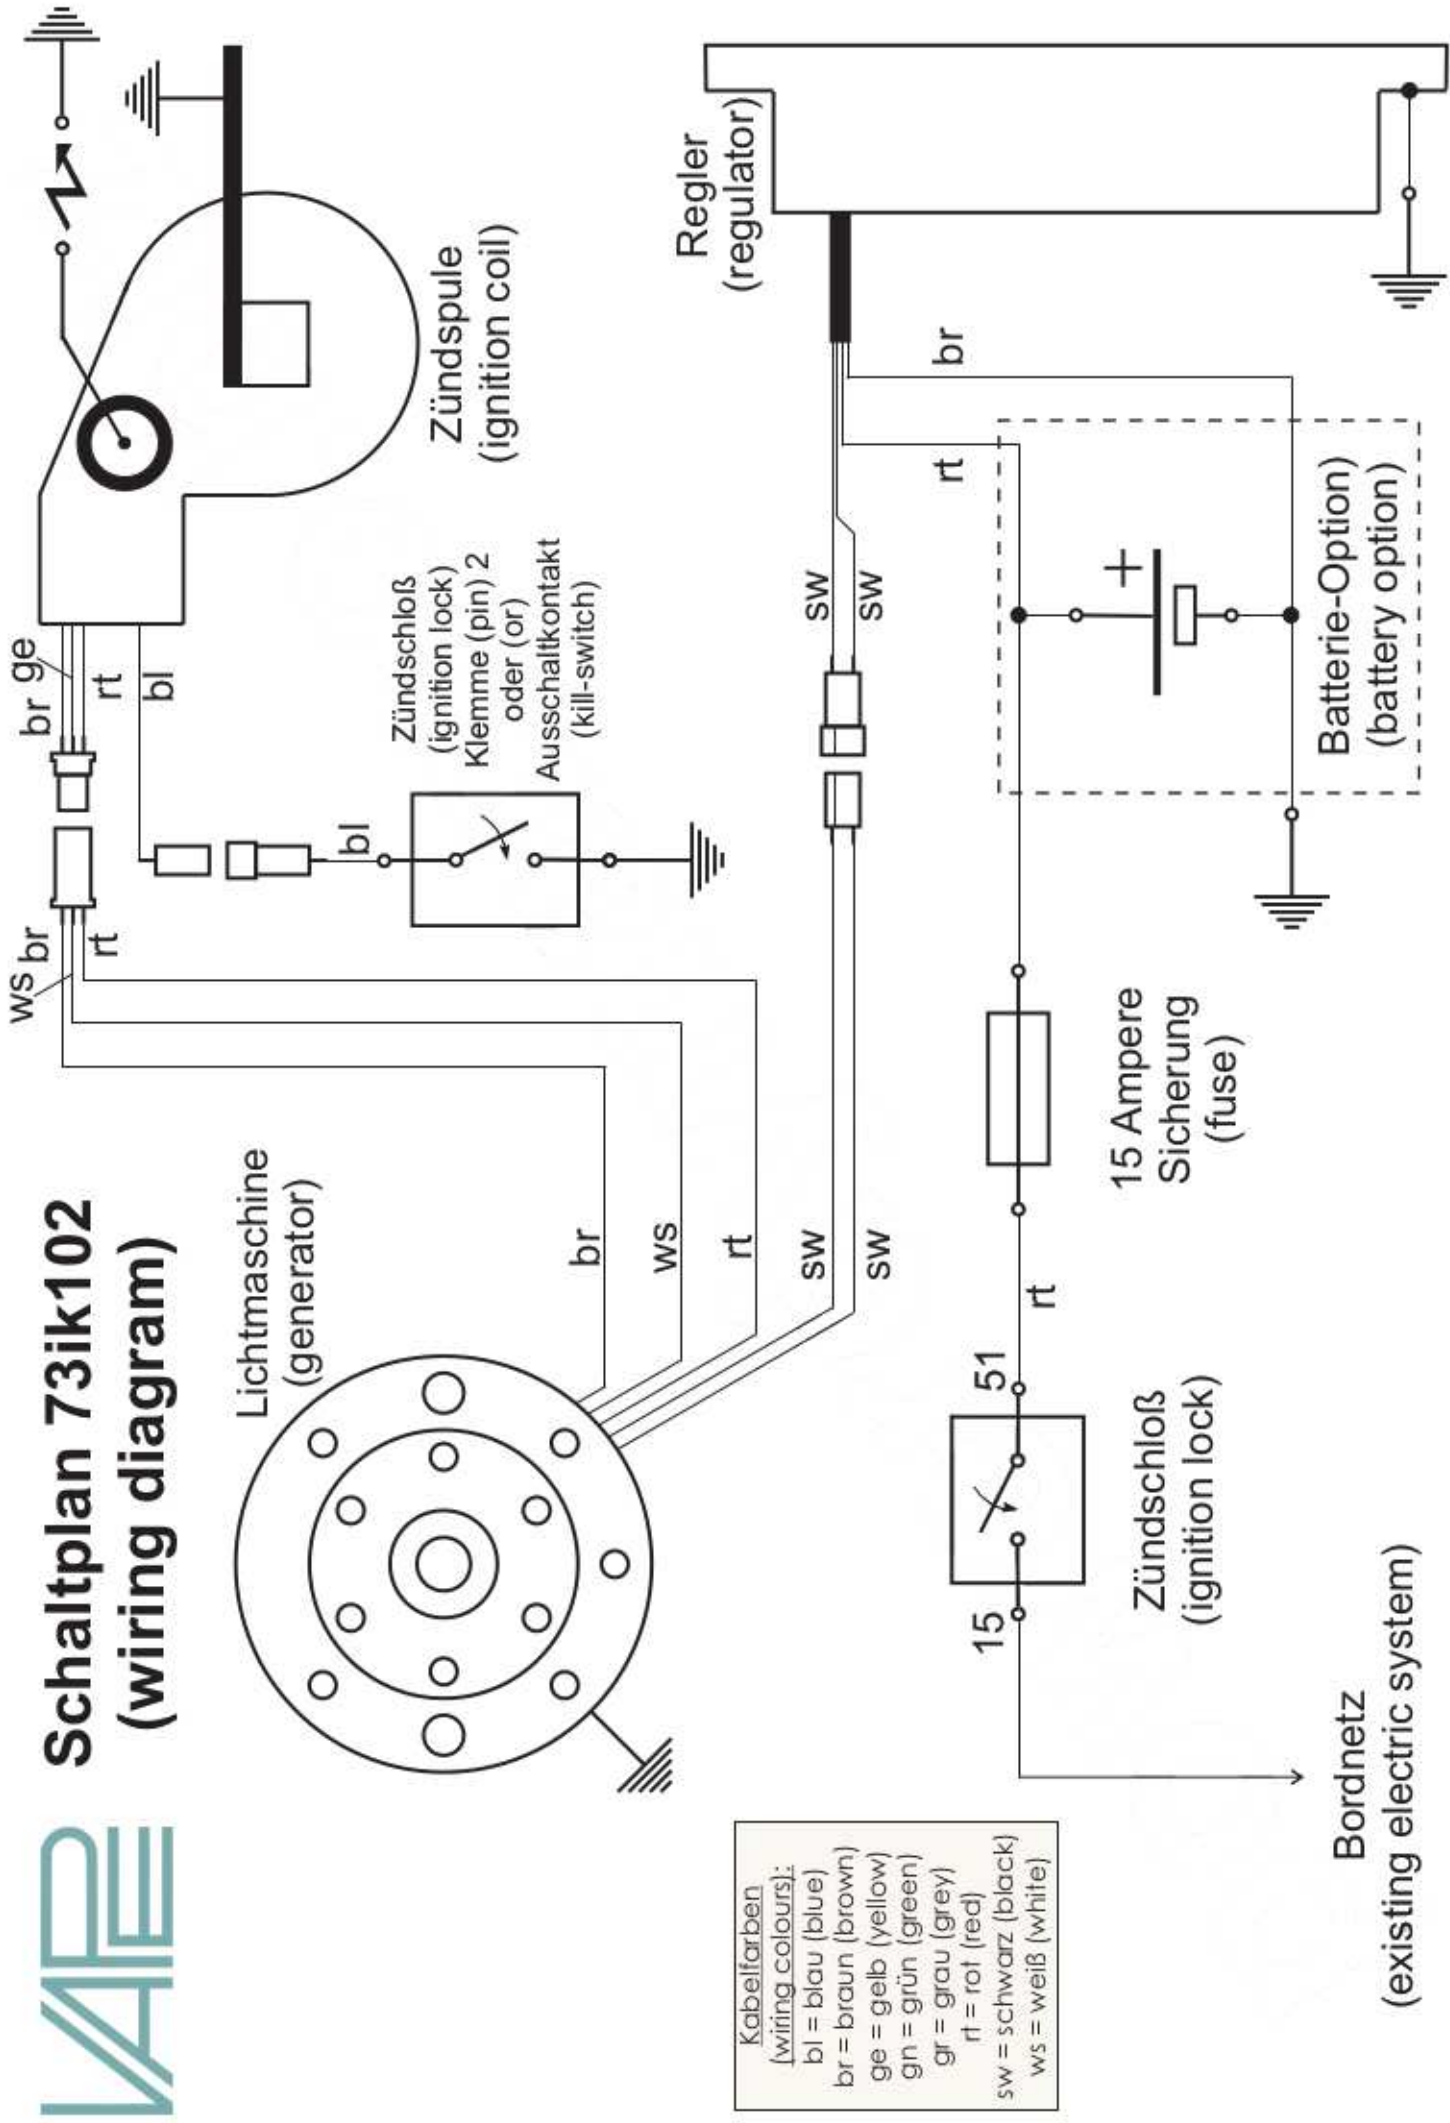 VAPE
Schaltplan 73ik102
(wiring diagram)
Lichtmaschine
(generator)
ws
br
rt
br
ge
rt
bl
bl
Zündspule
(ignition coil)
Zündschloß
(ignition lock)
Klemme (pin) 2
oder (or)
Ausschaltkontakt
(kill-switch)
br
ws
rt
sw
sw
sw
sw
Regler
(regulator)
br
rt
Batterie-Option)
(battery option)
+
15 Ampere
Sicherung
(fuse)
rt
51
15
Zündschloß
(ignition lock)
Bordnetz
(existing electric system)
Kabelfarben
(wiring colours):
bl = blau (blue)
br = braun (brown)
ge = gelb (yellow)
gn = grün (green)
gr = grau (grey)
rt = rot (red)
sw = schwarz (black)
ws = weiß (white)